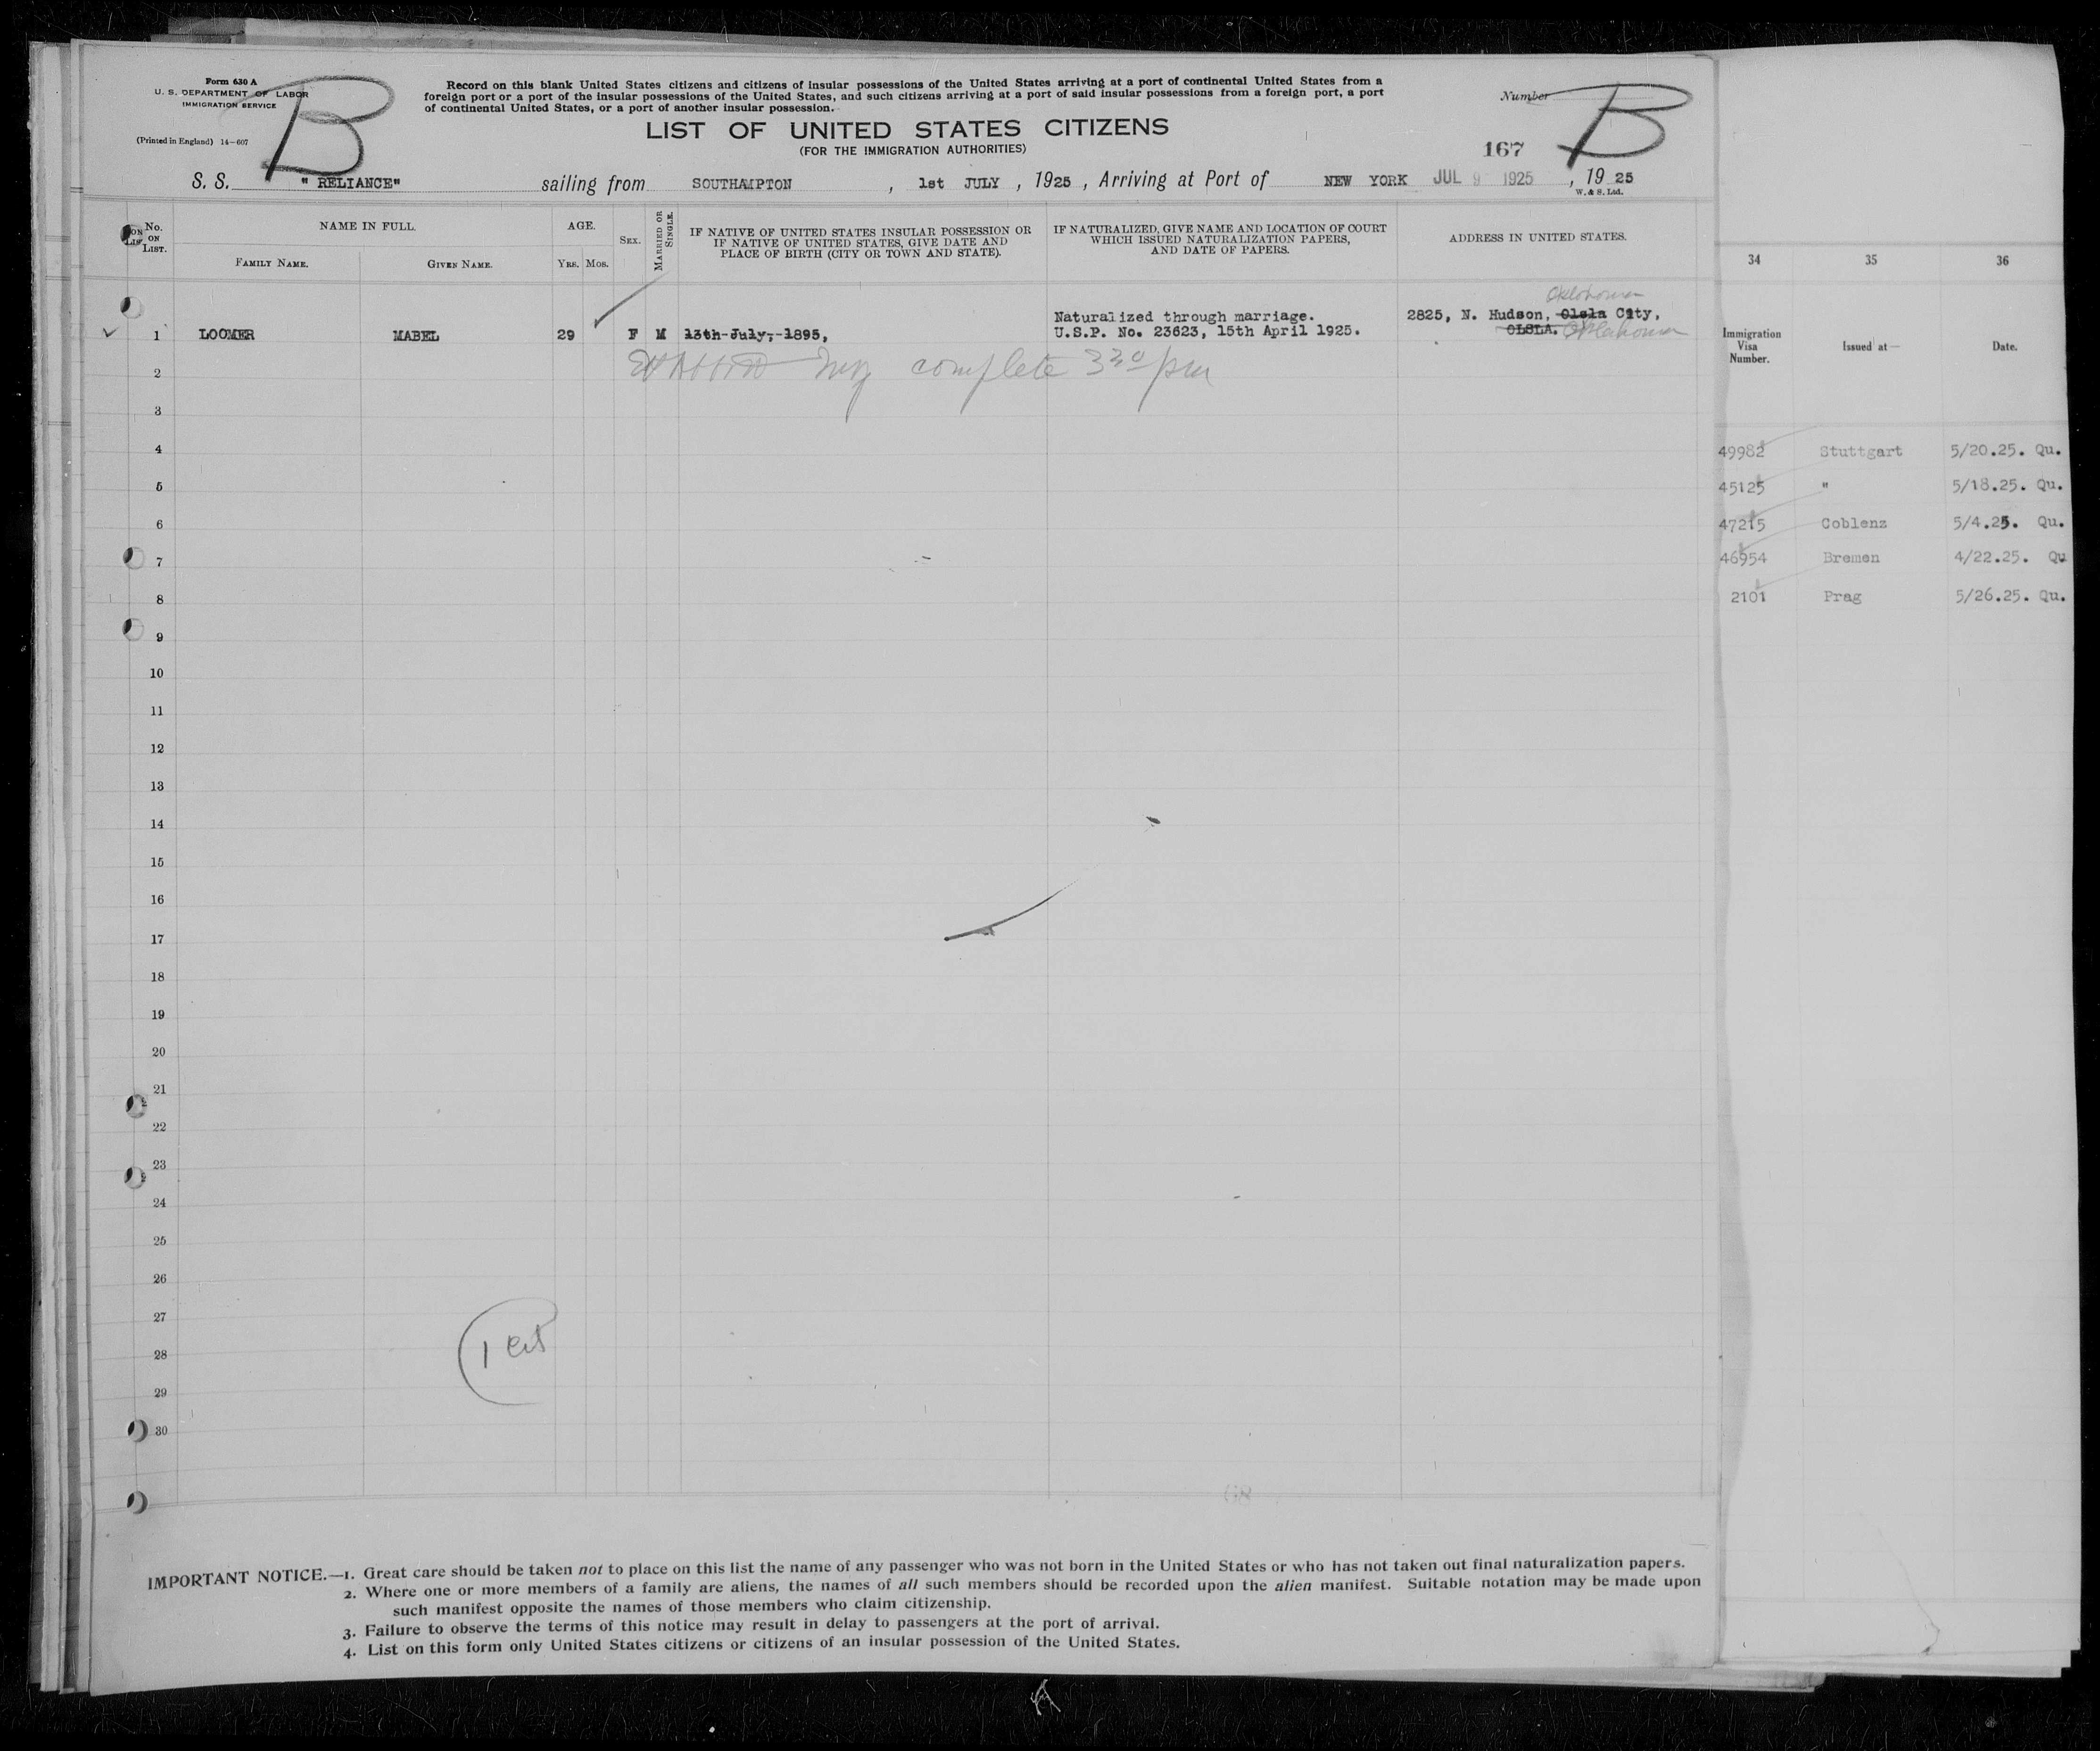 Form 630 A
U. S. DEPARTMENT OF LABOR
IMMIGRATION SERVICE
(Printed in England) 14—607
B
Record on this blank United States citizens and citizens of insular possessions of the United States arriving at a port of continental United States from a
foreign port or a port of the insular possessions of the United States, and such citizens arriving at a port of said insular possessions from a foreign port, a port
of continental United States, or a port of another insular possession.
Number
B
LIST OF UNITED STATES CITIZENS
(FOR THE IMMIGRATION AUTHORITIES)
167
S. S. " RELIANCE" sailing from SOUTHAMPTON , 1st JULY , 1925 , Arriving at Port of NEW YORK JUL 9 1925 , 19 25
W. & S. Ltd.
No. ON LIST.
NAME IN FULL.
FAMILY NAME. GIVEN NAME.
AGE.
YRS. MOS.
SEX.
MARRIED OR SINGLE.
IF NATIVE OF UNITED STATES INSULAR POSSESSION OR
IF NATIVE OF UNITED STATES, GIVE DATE AND
PLACE OF BIRTH (CITY OR TOWN AND STATE).
IF NATURALIZED, GIVE NAME AND LOCATION OF COURT
WHICH ISSUED NATURALIZATION PAPERS,
AND DATE OF PAPERS.
ADDRESS IN UNITED STATES.
Oklahoma
Naturalized through marriage. 2825, N. Hudson, Olsla City,
1 LOOMER MABEL 29 F M 13th July, 1895, U.S.P. No. 23623, 15th April 1925. OLSLA. Oklahoma
2 complete 3 30 pm
3
4
5
6
7
8
9
10
11
12
13
14
15
16
17
18
19
20
21
22
23
24
25
26
27
28
29
30
68
IMPORTANT NOTICE.—1. Great care should be taken not to place on this list the name of any passenger who was not born in the United States or who has not taken out final naturalization papers.
2. Where one or more members of a family are aliens, the names of all such members should be recorded upon the alien manifest. Suitable notation may be made upon
such manifest opposite the names of those members who claim citizenship.
3. Failure to observe the terms of this notice may result in delay to passengers at the port of arrival.
4. List on this form only United States citizens or citizens of an insular possession of the United States.
34 35 36
Immigration
Visa
Number.
Issued at—
Date.
49982 Stuttgart 5/20.25. Qu.
45125 " 5/18.25. Qu.
47215 Coblenz 5/4.25. Qu.
46954 Bremen 4/22.25. Qu
2101 Prag 5/26.25. Qu.